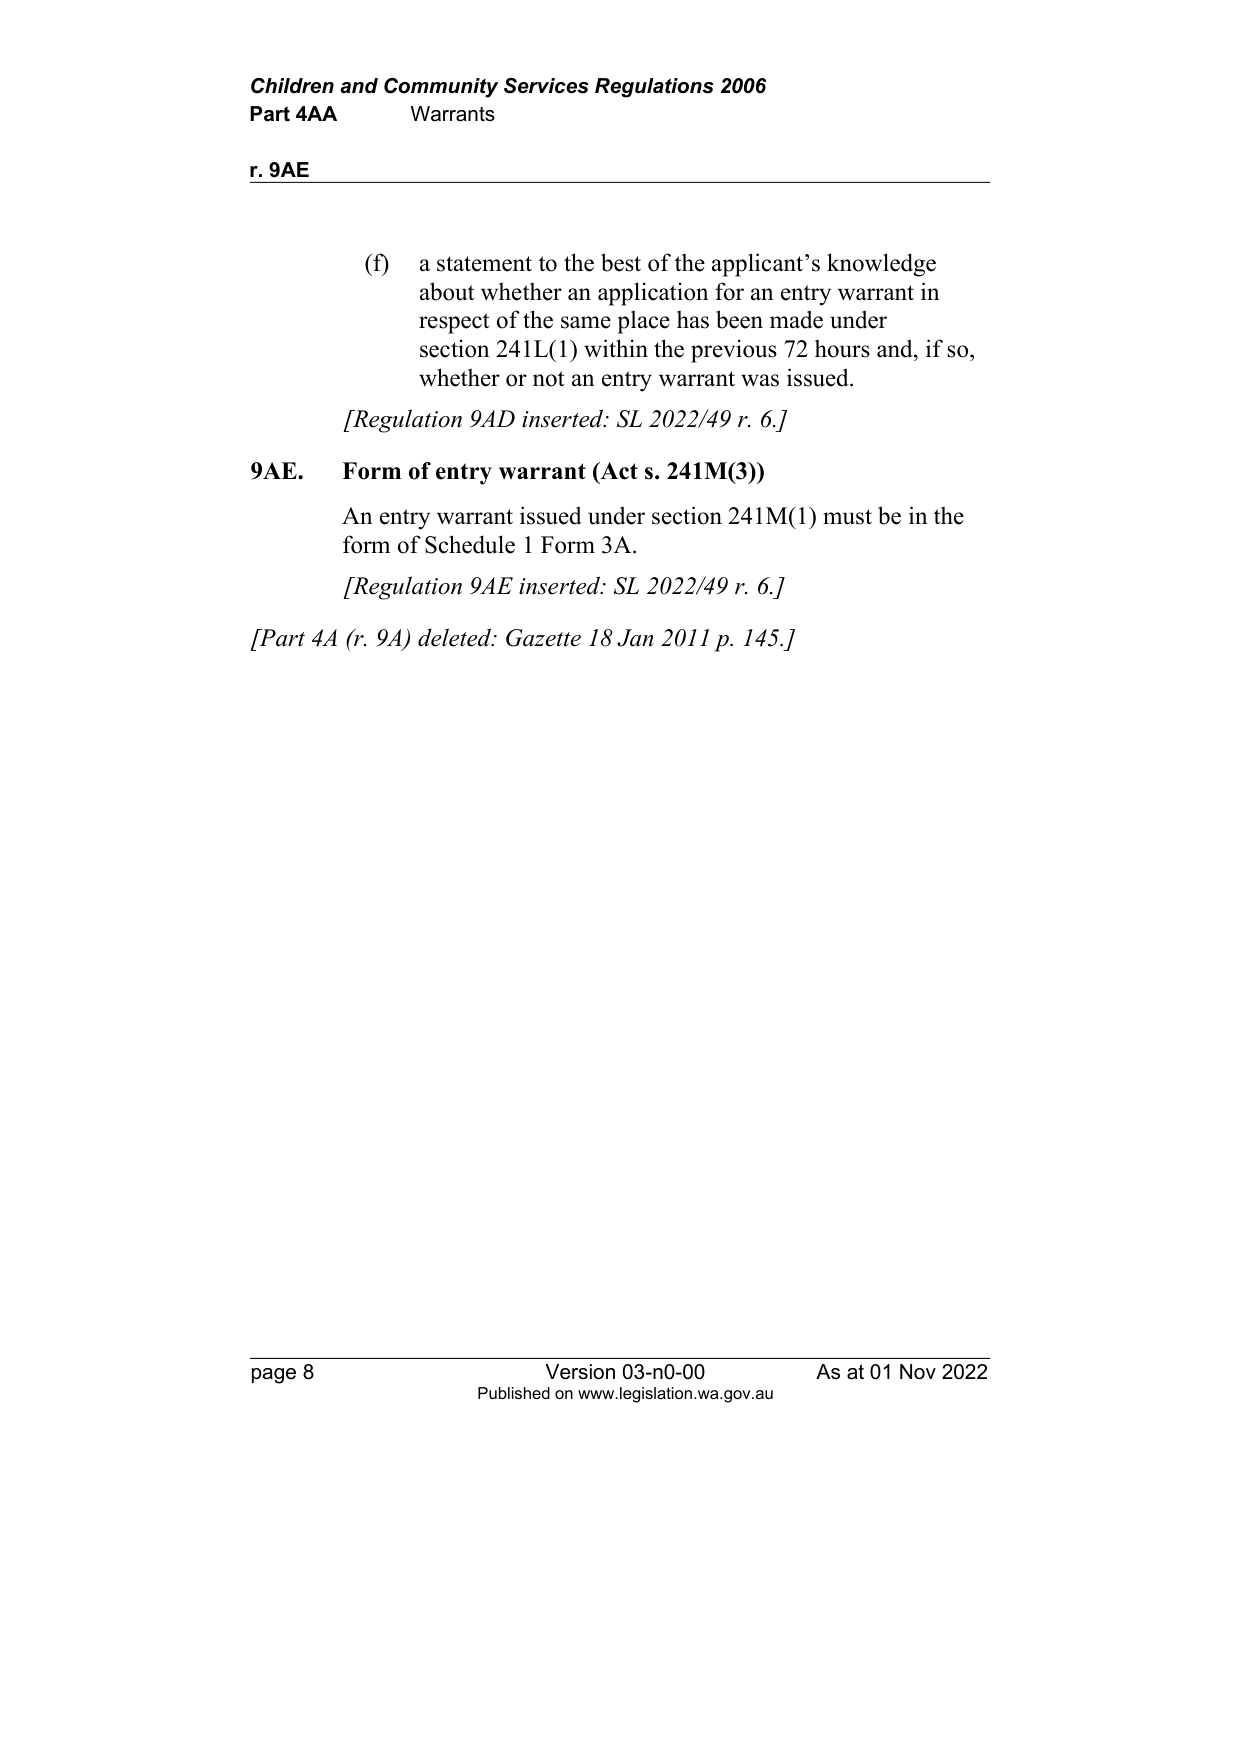 Children and Community Services Regulations 2006
Part 4AA Warrants
r. 9AE
(f) a statement to the best of the applicant’s knowledge
about whether an application for an entry warrant in
respect of the same place has been made under
section 241L(1) within the previous 72 hours and, if so,
whether or not an entry warrant was issued.
[Regulation 9AD inserted: SL 2022/49 r. 6.]
9AE. Form of entry warrant (Act s. 241M(3))
An entry warrant issued under section 241M(1) must be in the
form of Schedule 1 Form 3A.
[Regulation 9AE inserted: SL 2022/49 r. 6.]
[Part 4A (r. 9A) deleted: Gazette 18 Jan 2011 p. 145.]
page 8 Version 03-n0-00 As at 01 Nov 2022
Published on www.legislation.wa.gov.au